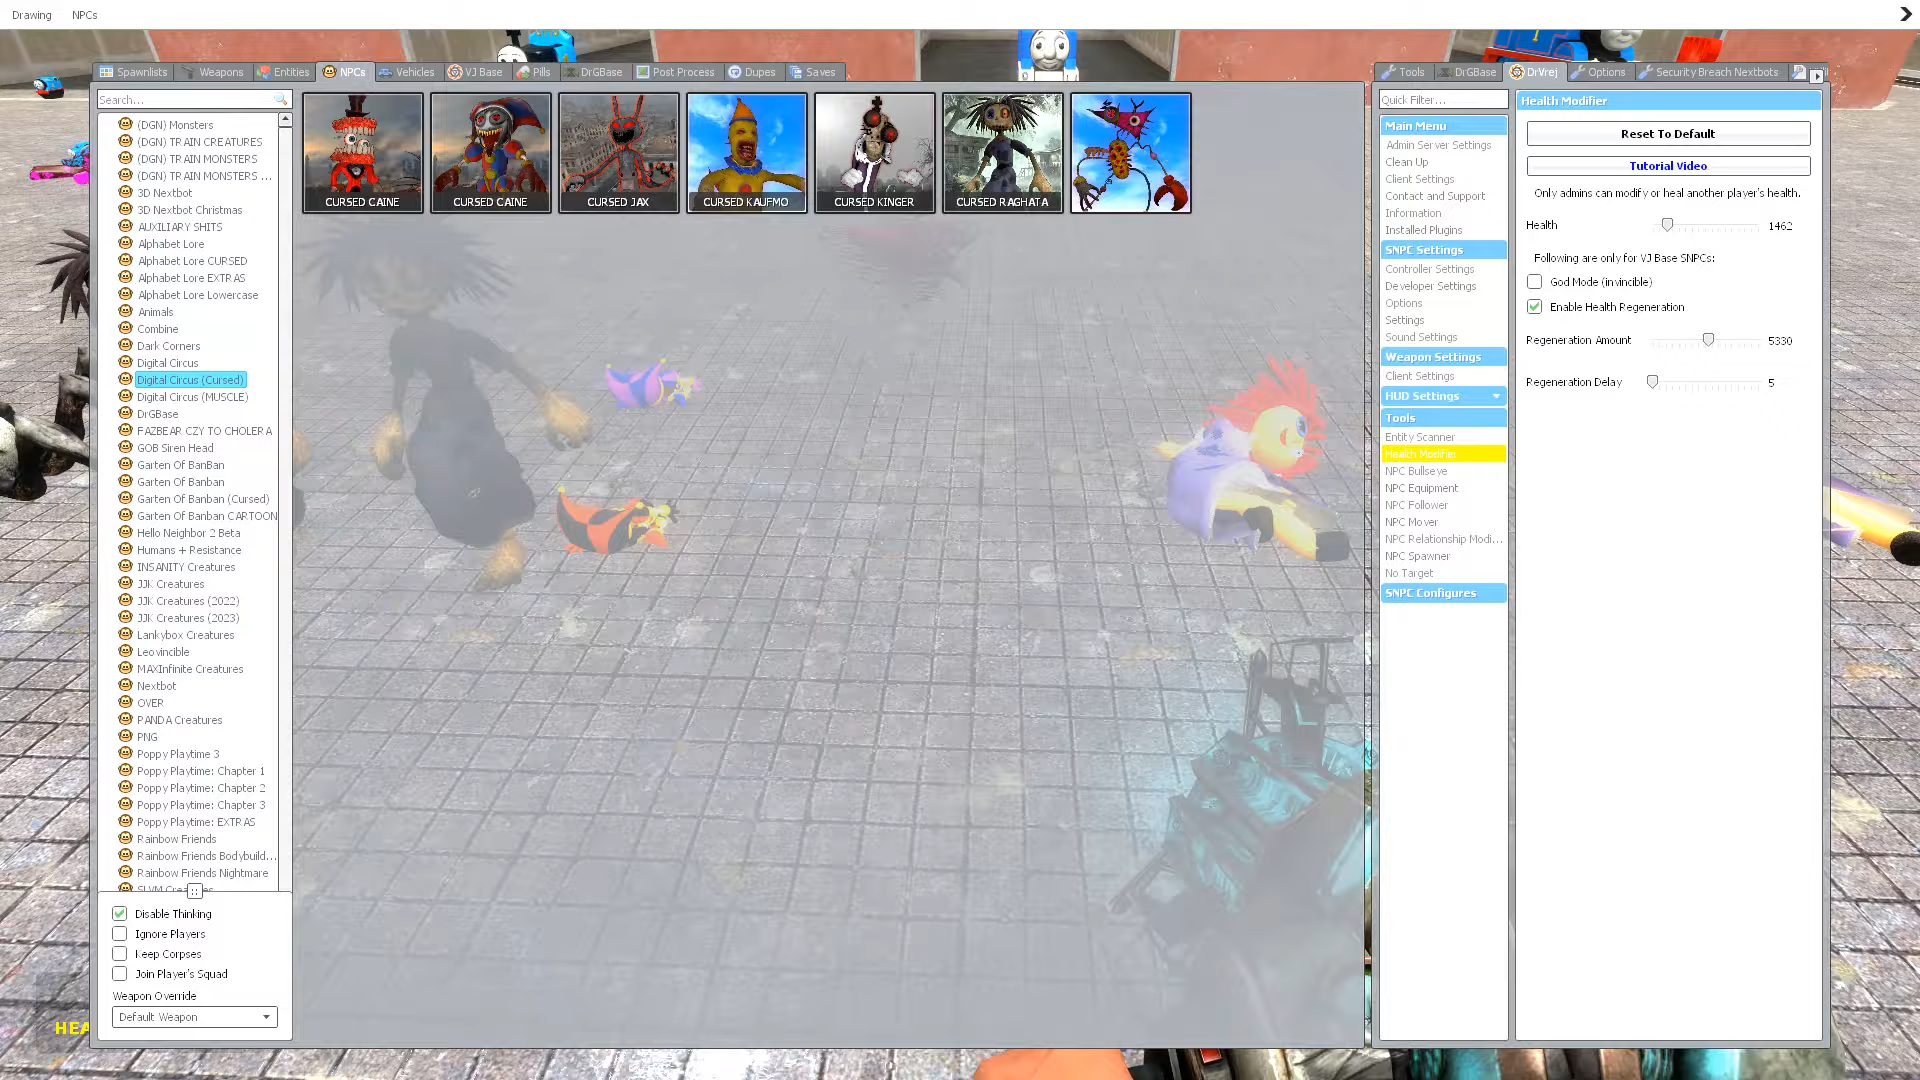 Drawing NPCs
Spawnlists Weapons Entities NPCs Vehicles VJ Base Pills DrGBase Post Process Dupes Saves
Search...
(DGN) Monsters
(DGN) TRAIN CREATURES
(DGN) TRAIN MONSTERS
(DGN) TRAIN MONSTERS ...
3D Nextbot
3D Nextbot Christmas
AUXILIARY SHITS
Alphabet Lore
Alphabet Lore CURSED
Alphabet Lore EXTRAS
Alphabet Lore Lowercase
Animals
Combine
Dark Corners
Digital Circus
Digital Circus (Cursed)
Digital Circus (MUSCLE)
DrGBase
FAZBEAR CZY TO CHOLERA
GOB Siren Head
Garten Of BanBan
Garten Of Banban
Garten Of Banban (Cursed)
Garten Of Banban CARTOON
Hello Neighbor 2 Beta
Humans + Resistance
INSANITY Creatures
JJK Creatures
JJK Creatures (2022)
JJK Creatures (2023)
Lankybox Creatures
Leovincible
MAXInfinite Creatures
Nextbot
OVER
PANDA Creatures
PNG
Poppy Playtime 3
Poppy Playtime: Chapter 1
Poppy Playtime: Chapter 2
Poppy Playtime: Chapter 3
Poppy Playtime: EXTRAS
Rainbow Friends
Rainbow Friends Bodybuild...
Rainbow Friends Nightmare
Disable Thinking
Ignore Players
Keep Corpses
Join Player's Squad
Weapon Override
Default Weapon
HEA
CURSED CAINE
CURSED CAINE
CURSED JAX
CURSED KAUFMO
CURSED KINGER
CURSED RAGHATA
Tools DrGBase DrVrej Options Security Breach Nextbots
Quick Filter...
Main Menu
Admin Server Settings
Clean Up
Client Settings
Contact and Support
Information
Installed Plugins
SNPC Settings
Controller Settings
Developer Settings
Options
Settings
Sound Settings
Weapon Settings
Client Settings
HUD Settings
Tools
Entity Scanner
Health Modifier
NPC Bullseye
NPC Equipment
NPC Follower
NPC Mover
NPC Relationship Modi...
NPC Spawner
No Target
SNPC Configures
Health Modifier
Reset To Default
Tutorial Video
Only admins can modify or heal another player's health.
Health 1462
Following are only for VJ Base SNPCs:
God Mode (invincible)
Enable Health Regeneration
Regeneration Amount 5330
Regeneration Delay 5